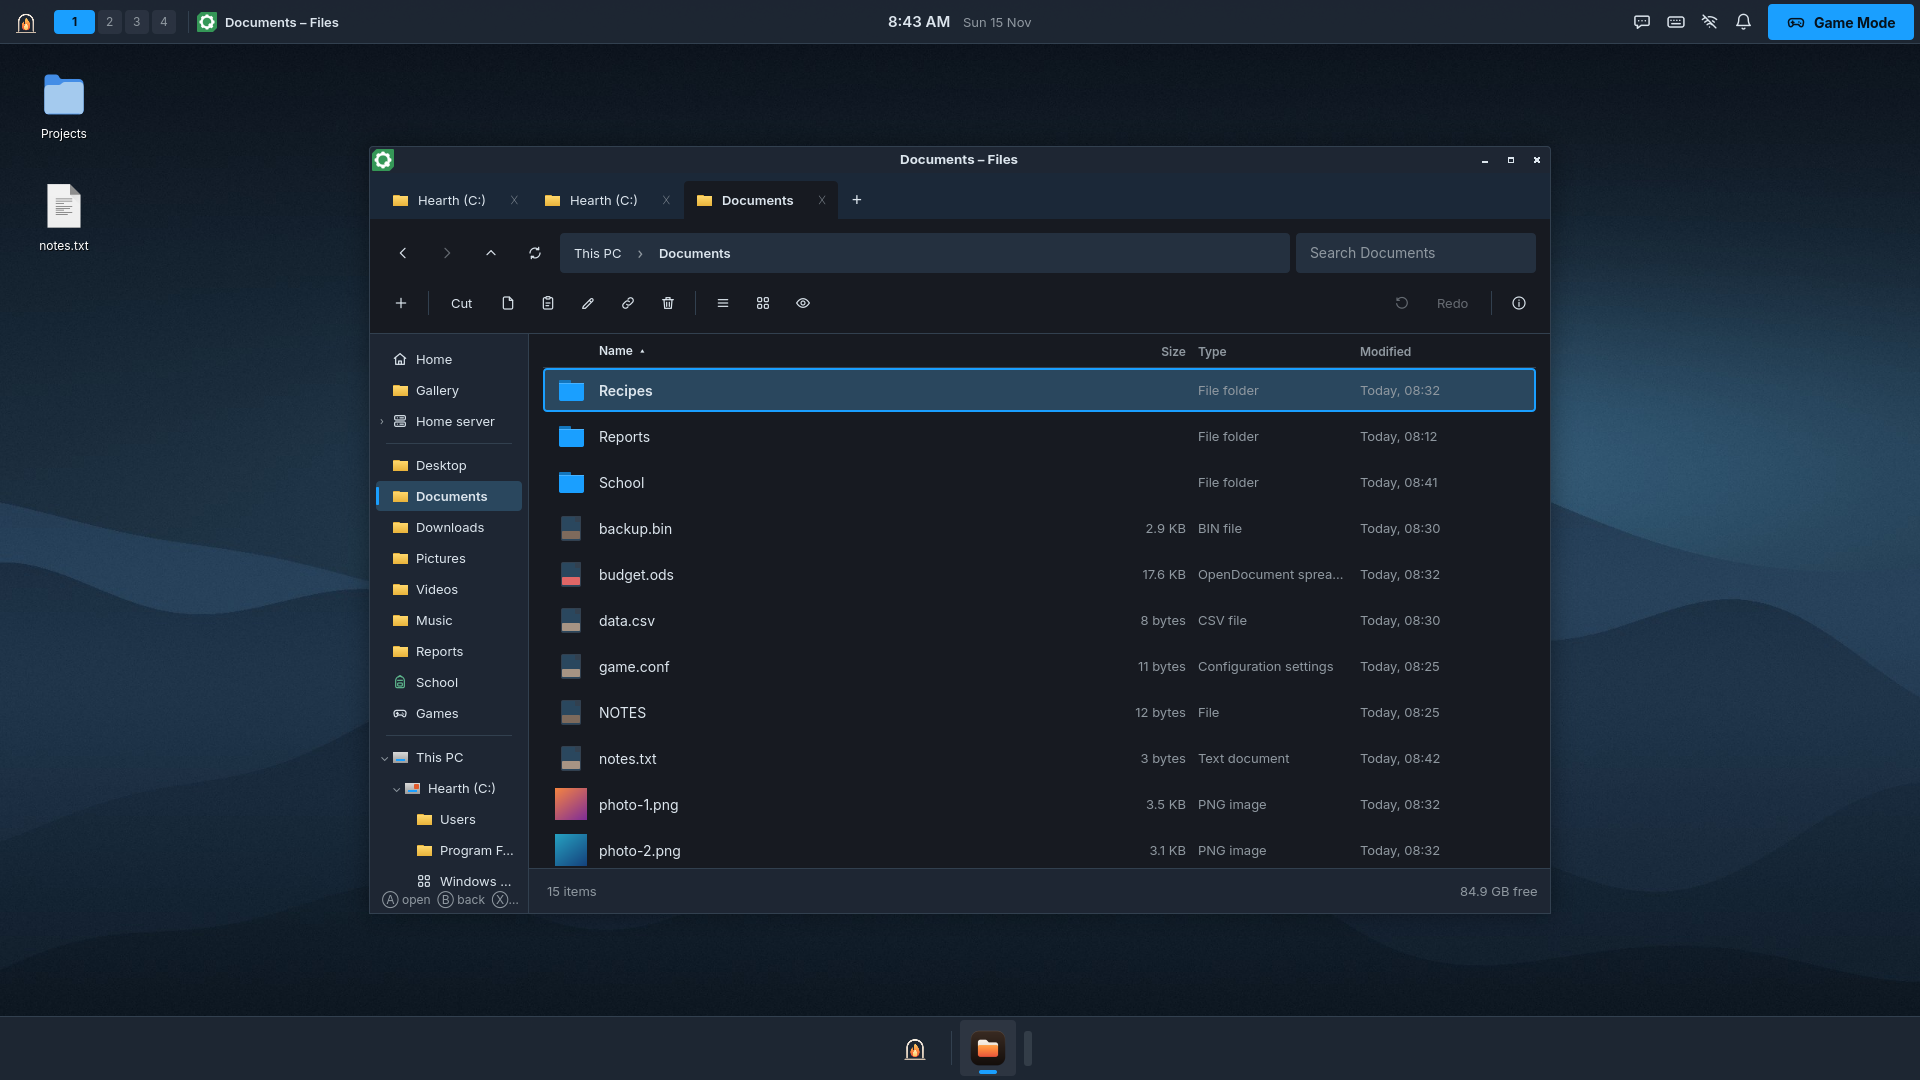 1 2 3 4 Documents – Files 8:43 AM Sun 15 Nov Game Mode
Projects
notes.txt
Documents – Files
Hearth (C:) X Hearth (C:) X Documents X +
This PC › Documents Search Documents
Cut Redo
Home
Gallery
Home server
Desktop
Documents
Downloads
Pictures
Videos
Music
Reports
School
Games
This PC
Hearth (C:)
Users
Program F...
Windows ...
A open B back X...
Name Size Type Modified
Recipes File folder Today, 08:32
Reports File folder Today, 08:12
School File folder Today, 08:41
backup.bin 2.9 KB BIN file Today, 08:30
budget.ods 17.6 KB OpenDocument sprea... Today, 08:32
data.csv 8 bytes CSV file Today, 08:30
game.conf 11 bytes Configuration settings Today, 08:25
NOTES 12 bytes File Today, 08:25
notes.txt 3 bytes Text document Today, 08:42
photo-1.png 3.5 KB PNG image Today, 08:32
photo-2.png 3.1 KB PNG image Today, 08:32
15 items 84.9 GB free